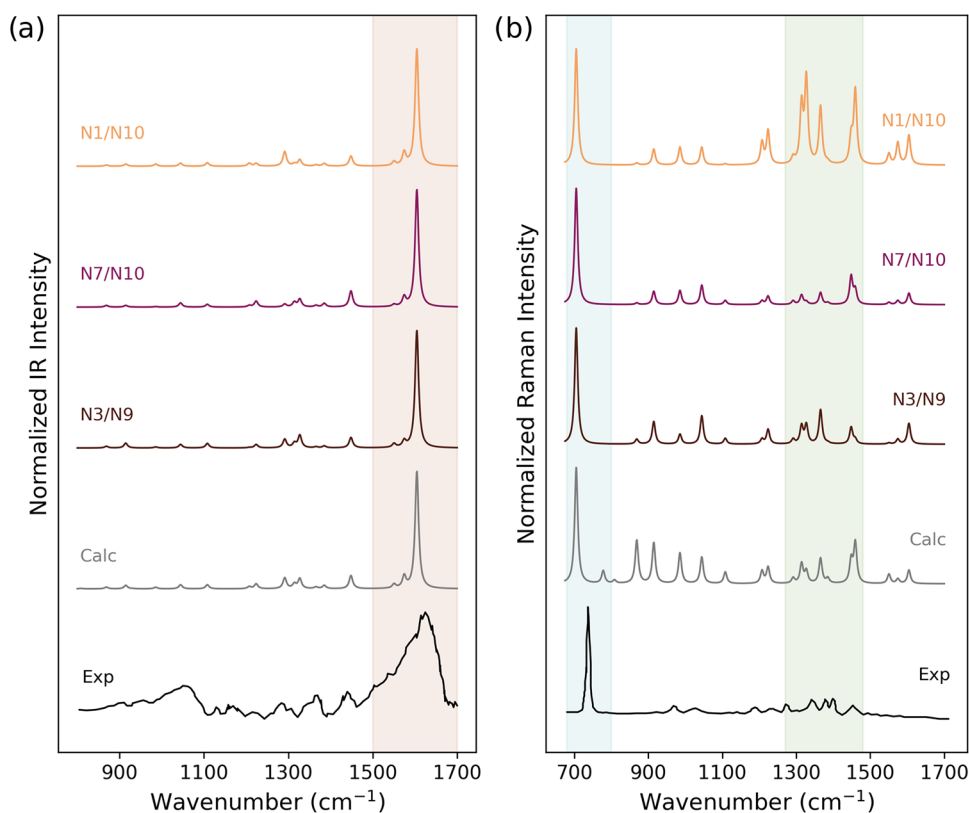 (a)
Normalized IR Intensity
N1/N10
N7/N10
N3/N9
Calc
Exp
900 1100 1300 1500 1700
Wavenumber (cm⁻¹)
(b)
Normalized Raman Intensity
N1/N10
N7/N10
N3/N9
Calc
Exp
700 900 1100 1300 1500 1700
Wavenumber (cm⁻¹)